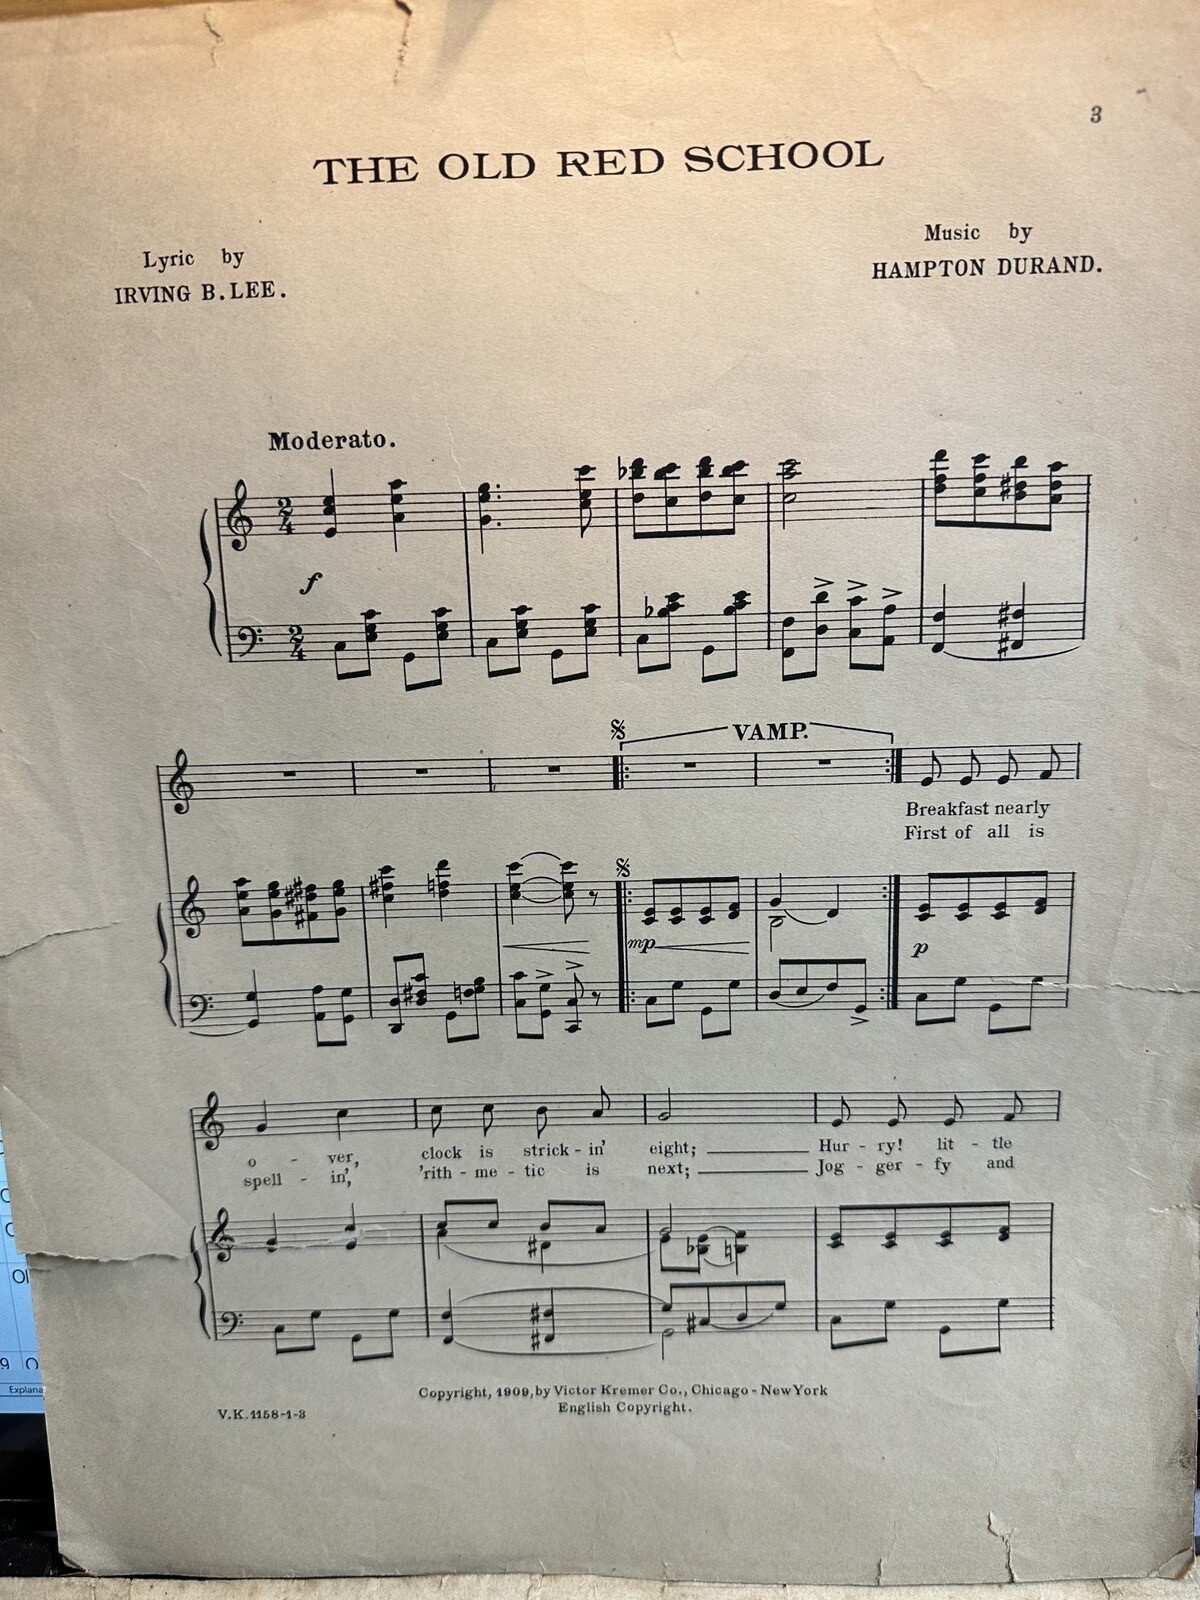 3
THE OLD RED SCHOOL
Lyric by
IRVING B. LEE.
Music by
HAMPTON DURAND.
Moderato.
f
VAMP.
Breakfast nearly
First of all is
mp
p
o - ver, clock is strick - in' eight; Hur - ry! lit - tle
spell - in', 'rith - me - tic is next; Jog - ger - fy and
Copyright, 1909, by Victor Kremer Co., Chicago - New York
English Copyright.
V.K. 1158-1-3
Explana